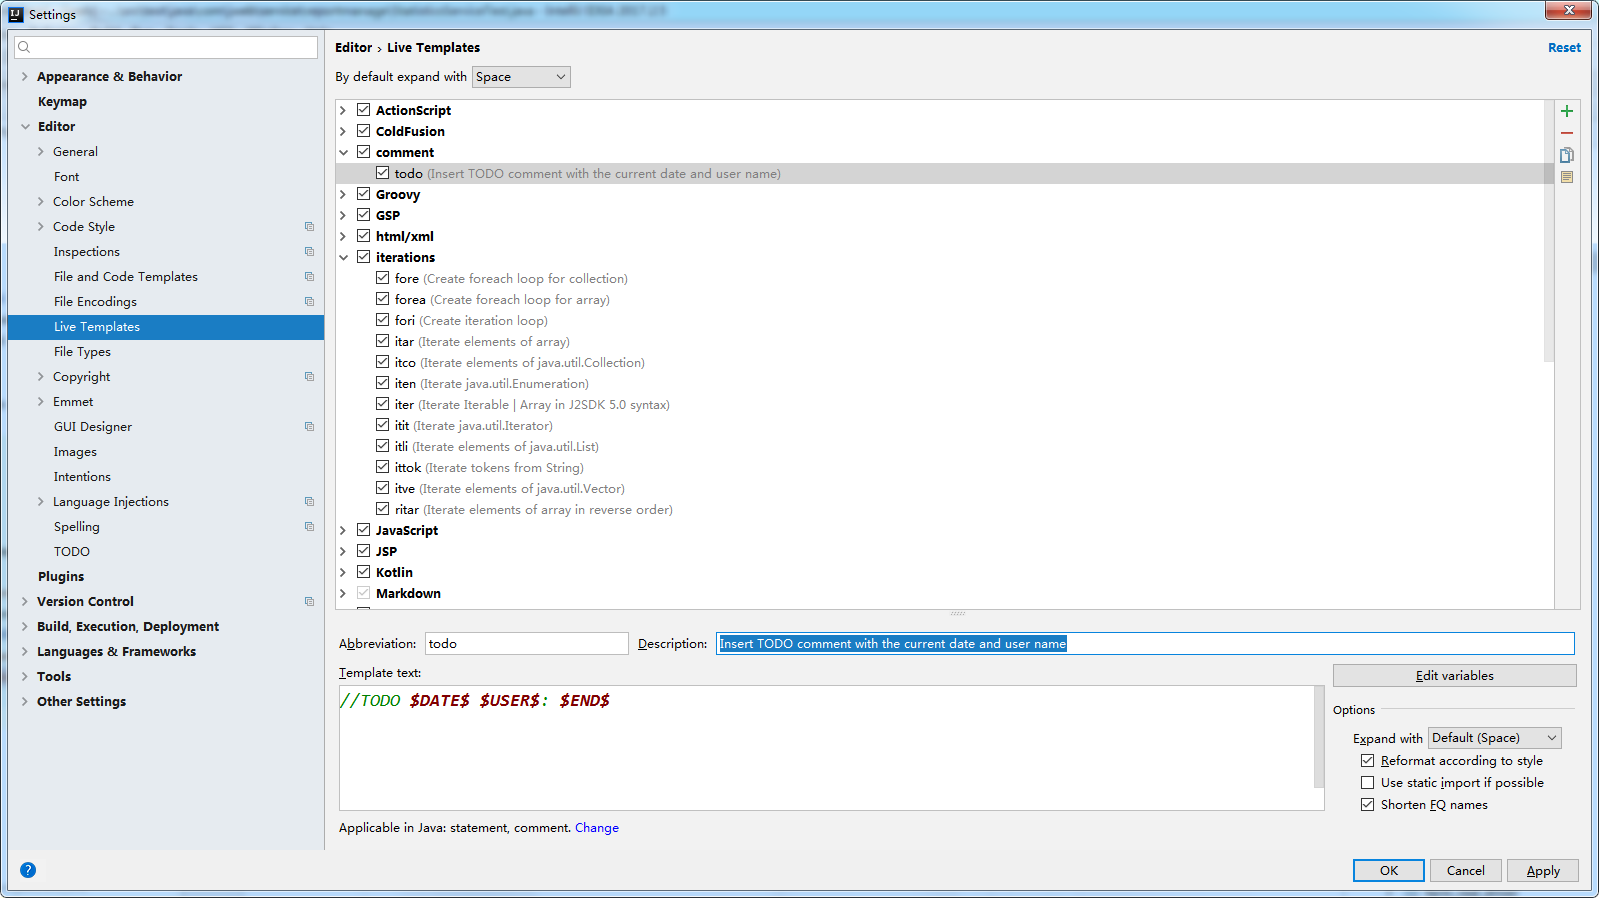 Settings
Appearance & Behavior
Keymap
Editor
General
Font
Color Scheme
Code Style
Inspections
File and Code Templates
File Encodings
Live Templates
File Types
Copyright
Emmet
GUI Designer
Images
Intentions
Language Injections
Spelling
TODO
Plugins
Version Control
Build, Execution, Deployment
Languages & Frameworks
Tools
Other Settings
Editor › Live Templates
Reset
By default expand with Space
ActionScript
ColdFusion
comment
todo (Insert TODO comment with the current date and user name)
Groovy
GSP
html/xml
iterations
fore (Create foreach loop for collection)
forea (Create foreach loop for array)
fori (Create iteration loop)
itar (Iterate elements of array)
itco (Iterate elements of java.util.Collection)
iten (Iterate java.util.Enumeration)
iter (Iterate Iterable | Array in J2SDK 5.0 syntax)
itit (Iterate java.util.Iterator)
itli (Iterate elements of java.util.List)
ittok (Iterate tokens from String)
itve (Iterate elements of java.util.Vector)
ritar (Iterate elements of array in reverse order)
JavaScript
JSP
Kotlin
Markdown
Abbreviation: todo Description: Insert TODO comment with the current date and user name
Template text:
//TODO $DATE$ $USER$: $END$
Applicable in Java: statement, comment. Change
Edit variables
Options
Expand with Default (Space)
Reformat according to style
Use static import if possible
Shorten FQ names
? OK Cancel Apply